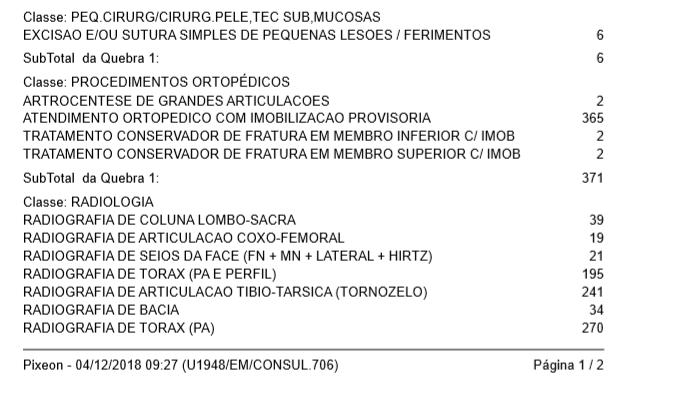 Classe: PEQ.CIRURG/CIRURG.PELE,TEC SUB,MUCOSAS
EXCISAO E/OU SUTURA SIMPLES DE PEQUENAS LESOES / FERIMENTOS 6
SubTotal da Quebra 1: 6
Classe: PROCEDIMENTOS ORTOPÉDICOS
ARTROCENTESE DE GRANDES ARTICULACOES 2
ATENDIMENTO ORTOPEDICO COM IMOBILIZACAO PROVISORIA 365
TRATAMENTO CONSERVADOR DE FRATURA EM MEMBRO INFERIOR C/ IMOB 2
TRATAMENTO CONSERVADOR DE FRATURA EM MEMBRO SUPERIOR C/ IMOB 2
SubTotal da Quebra 1: 371
Classe: RADIOLOGIA
RADIOGRAFIA DE COLUNA LOMBO-SACRA 39
RADIOGRAFIA DE ARTICULACAO COXO-FEMORAL 19
RADIOGRAFIA DE SEIOS DA FACE (FN + MN + LATERAL + HIRTZ) 21
RADIOGRAFIA DE TORAX (PA E PERFIL) 195
RADIOGRAFIA DE ARTICULACAO TIBIO-TARSICA (TORNOZELO) 241
RADIOGRAFIA DE BACIA 34
RADIOGRAFIA DE TORAX (PA) 270
Pixeon - 04/12/2018 09:27 (U1948/EM/CONSUL.706) Página 1 / 2